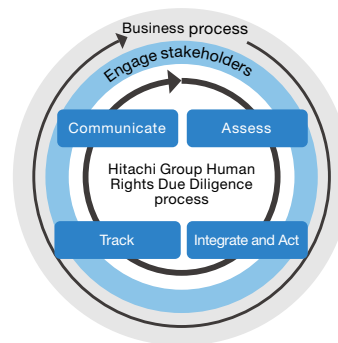 Business process
Engage stakeholders
Communicate
Assess
Hitachi Group Human
Rights Due Diligence
process
Track
Integrate and Act